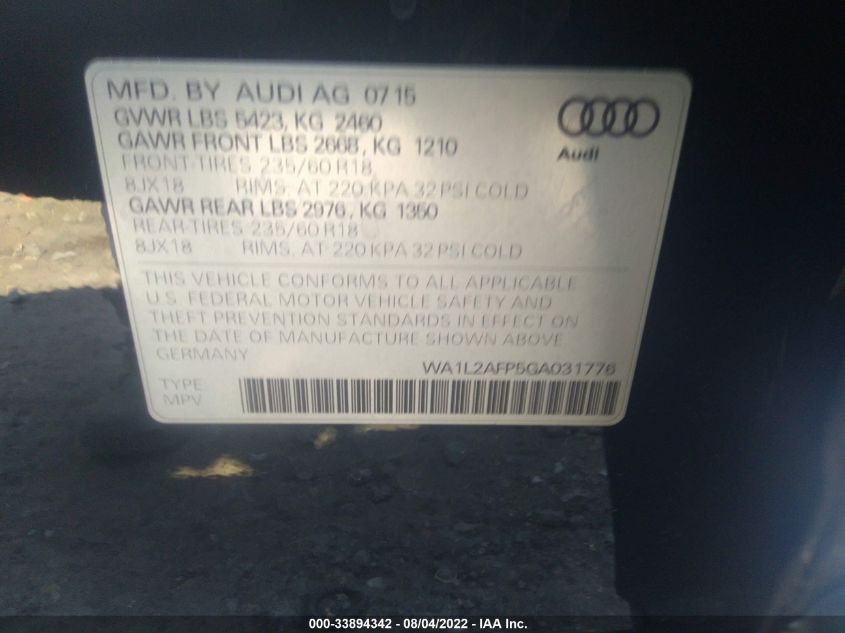 MFD. BY AUDI AG 07 15
GVWR LBS 5423, KG 2460
GAWR FRONT LBS 2668, KG 1210
FRONT-TIRES 235/60 R18
8JX18 RIMS, AT 220 KPA 32 PSI COLD
GAWR REAR LBS 2976, KG 1350
REAR-TIRES 235/60 R18
8JX18 RIMS, AT 220 KPA 32 PSI COLD
Audi
THIS VEHICLE CONFORMS TO ALL APPLICABLE
U.S. FEDERAL MOTOR VEHICLE SAFETY AND
THEFT PREVENTION STANDARDS IN EFFECT ON
THE DATE OF MANUFACTURE SHOWN ABOVE
GERMANY
WA1L2AFP5GA031776
TYPE:
MPV
000-33894342 - 08/04/2022 - IAA Inc.